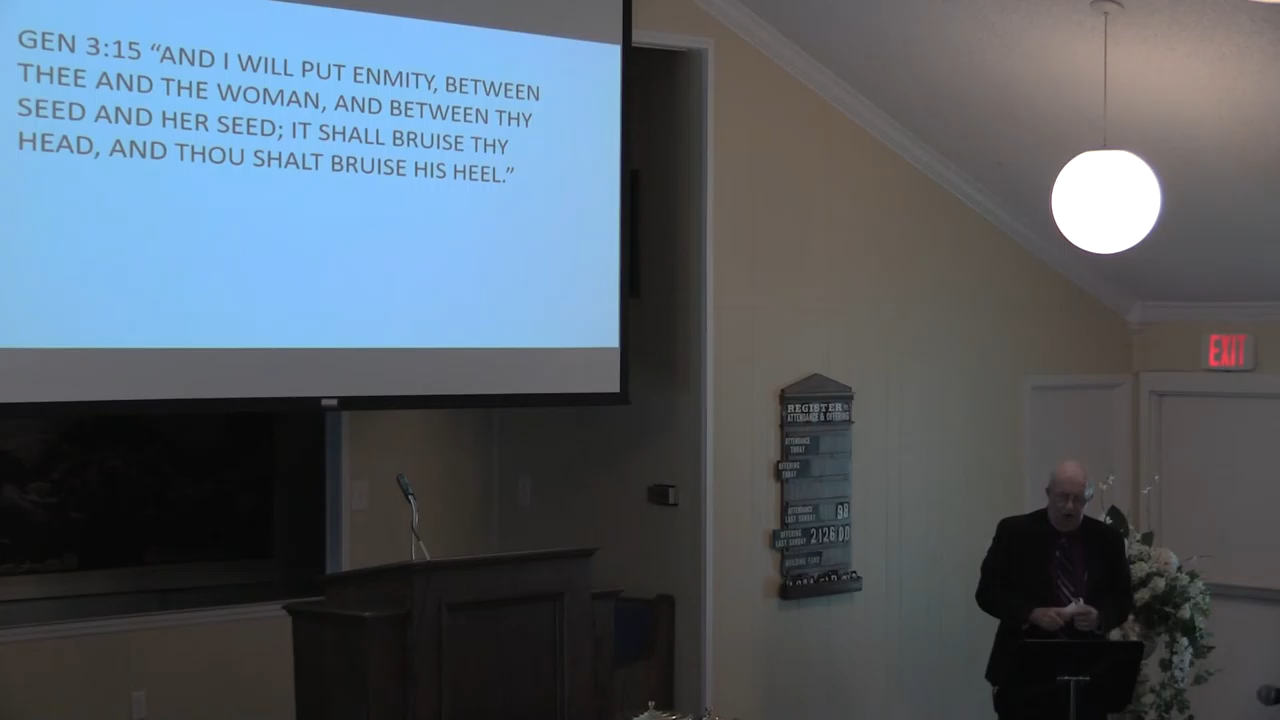 GEN 3:15 “AND I WILL PUT ENMITY, BETWEEN
THEE AND THE WOMAN, AND BETWEEN THY
SEED AND HER SEED; IT SHALL BRUISE THY
HEAD, AND THOU SHALT BRUISE HIS HEEL.”
EXIT
REGISTER
ATTENDANCE & OFFERING
ATTENDANCE
TODAY
OFFERING
TODAY
ATTENDANCE
LAST SUNDAY 98
OFFERING
LAST SUNDAY 2126 00
BUILDING FUND